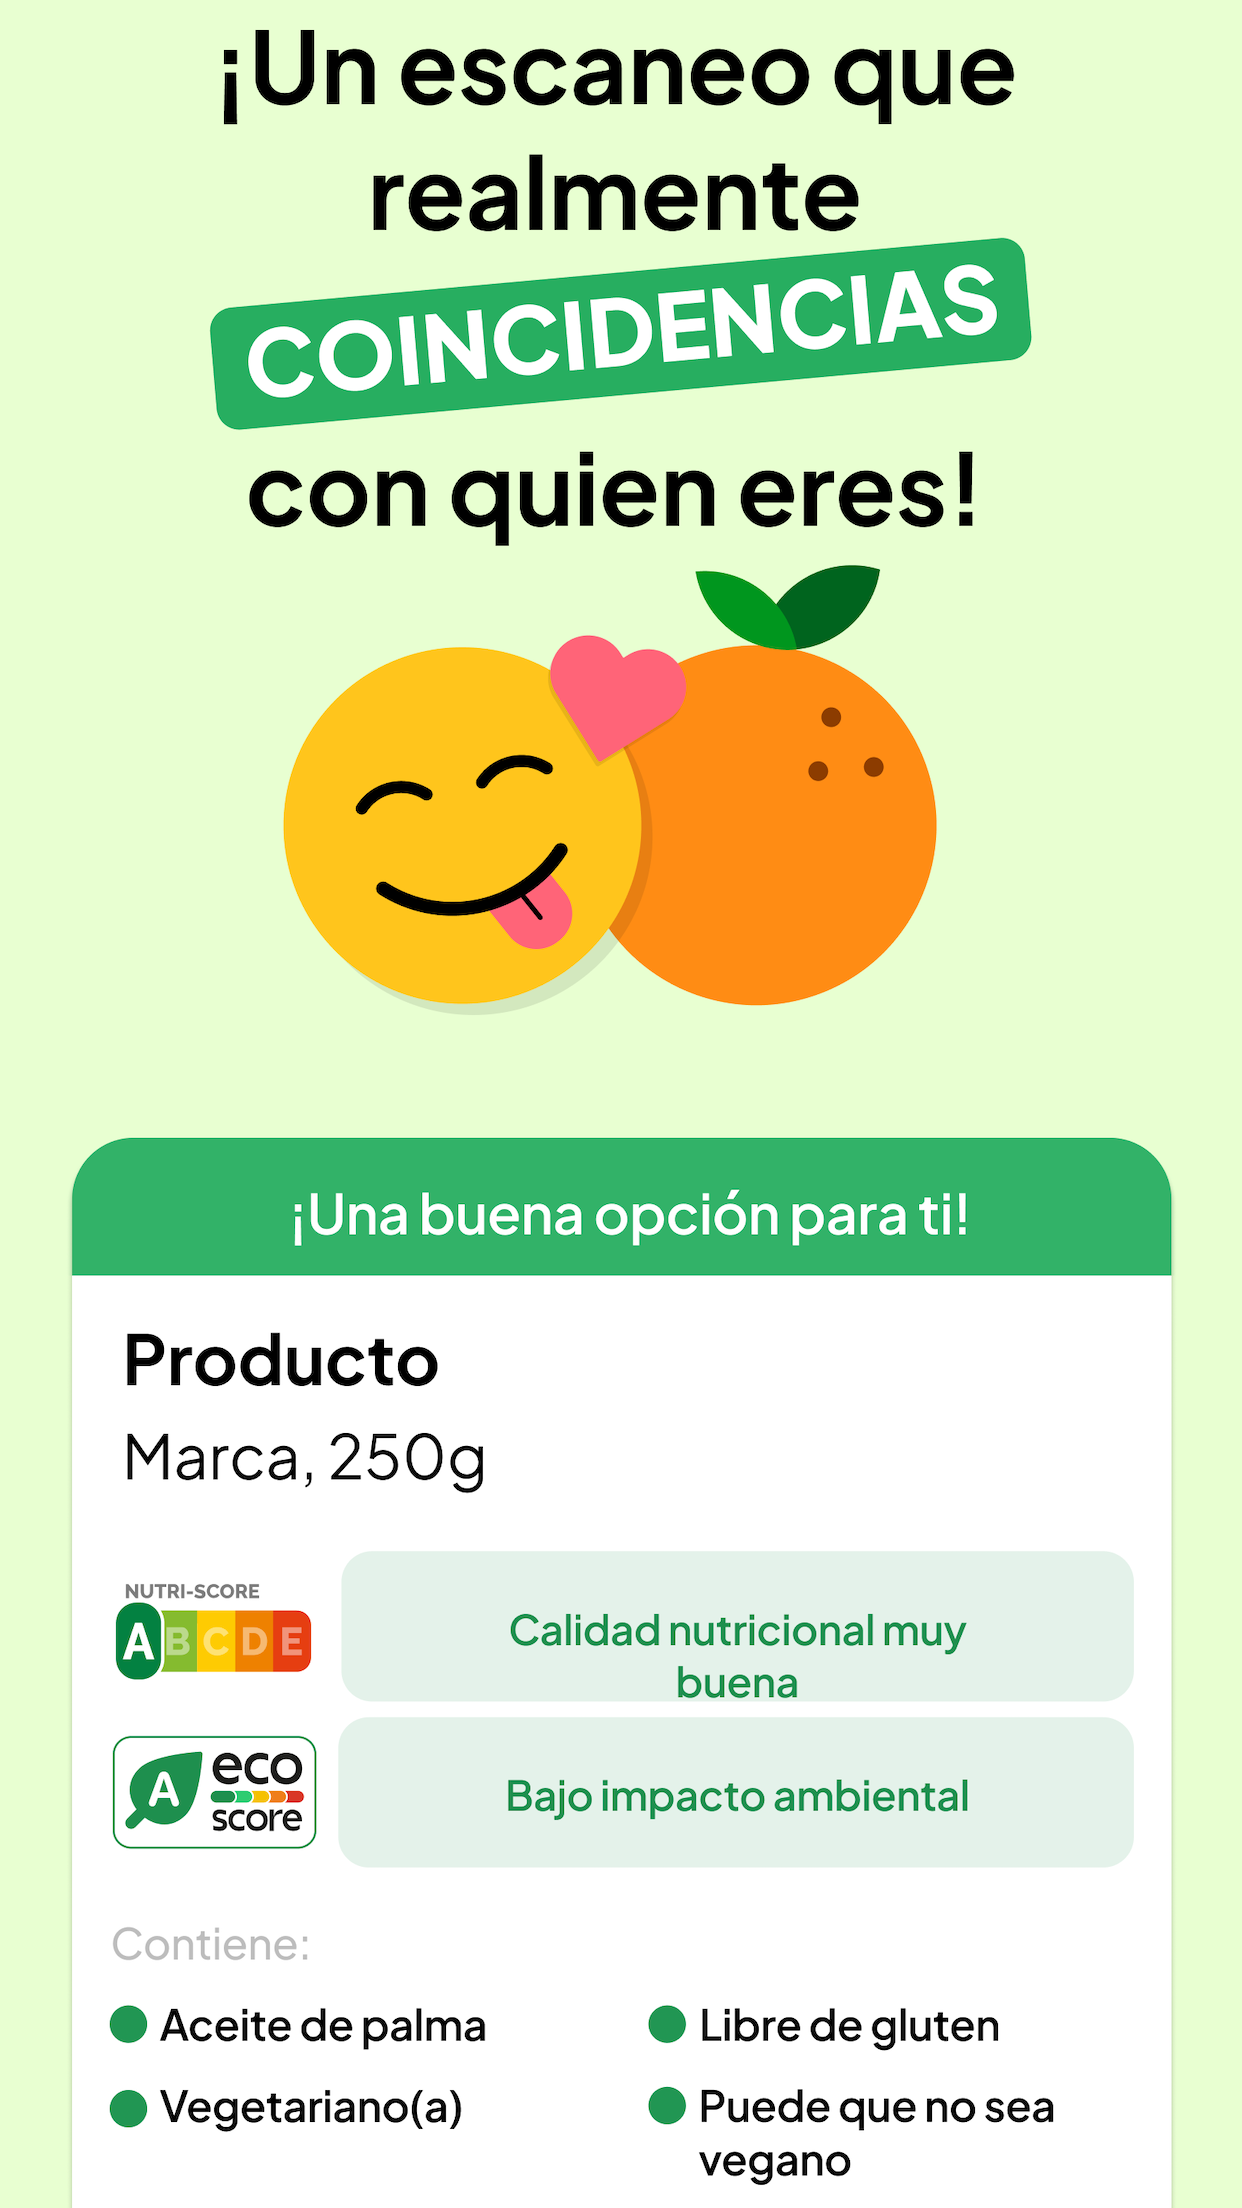 ¡Un escaneo que
realmente
COINCIDENCIAS
con quien eres!
¡Una buena opción para ti!
Producto
Marca, 250g
NUTRI-SCORE
A B C D E
Calidad nutricional muy
buena
A
eco
score
Bajo impacto ambiental
Contiene:
Aceite de palma
Libre de gluten
Vegetariano(a)
Puede que no sea
vegano